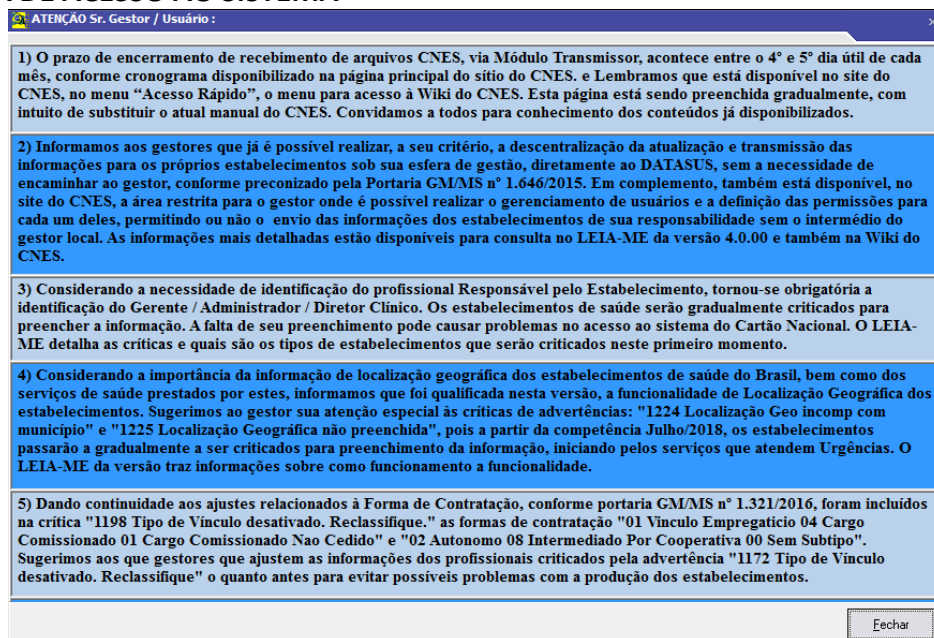 ATENÇÃO Sr. Gestor / Usuário :
1) O prazo de encerramento de recebimento de arquivos CNES, via Módulo Transmissor, acontece entre o 4º e 5º dia útil de cada
mês, conforme cronograma disponibilizado na página principal do sítio do CNES. e Lembramos que está disponível no site do
CNES, no menu “Acesso Rápido”, o menu para acesso à Wiki do CNES. Esta página está sendo preenchida gradualmente, com
intuito de substituir o atual manual do CNES. Convidamos a todos para conhecimento dos conteúdos já disponibilizados.
2) Informamos aos gestores que já é possível realizar, a seu critério, a descentralização da atualização e transmissão das
informações para os próprios estabelecimentos sob sua esfera de gestão, diretamente ao DATASUS, sem a necessidade de
encaminhar ao gestor, conforme preconizado pela Portaria GM/MS nº 1.646/2015. Em complemento, também está disponível, no
site do CNES, a área restrita para o gestor onde é possível realizar o gerenciamento de usuários e a definição das permissões para
cada um deles, permitindo ou não o envio das informações dos estabelecimentos de sua responsabilidade sem o intermédio do
gestor local. As informações mais detalhadas estão disponíveis para consulta no LEIA-ME da versão 4.0.00 e também na Wiki do
CNES.
3) Considerando a necessidade de identificação do profissional Responsável pelo Estabelecimento, tornou-se obrigatória a
identificação do Gerente / Administrador / Diretor Clínico. Os estabelecimentos de saúde serão gradualmente criticados para
preencher a informação. A falta de seu preenchimento pode causar problemas no acesso ao sistema do Cartão Nacional. O LEIA-
ME detalha as críticas e quais são os tipos de estabelecimentos que serão criticados neste primeiro momento.
4) Considerando a importância da informação de localização geográfica dos estabelecimentos de saúde do Brasil, bem como dos
serviços de saúde prestados por estes, informamos que foi qualificada nesta versão, a funcionalidade de Localização Geográfica dos
estabelecimentos. Sugerimos ao gestor sua atenção especial às críticas de advertências: "1224 Localização Geo incomp com
município" e "1225 Localização Geográfica não preenchida", pois a partir da competência Julho/2018, os estabelecimentos
passarão a gradualmente a ser criticados para preenchimento da informação, iniciando pelos serviços que atendem Urgências. O
LEIA-ME da versão traz informações sobre como funcionamento a funcionalidade.
5) Dando continuidade aos ajustes relacionados à Forma de Contratação, conforme portaria GM/MS nº 1.321/2016, foram incluídos
na crítica "1198 Tipo de Vínculo desativado. Reclassifique." as formas de contratação "01 Vinculo Empregaticio 04 Cargo
Comissionado 01 Cargo Comissionado Nao Cedido" e "02 Autonomo 08 Intermediado Por Cooperativa 00 Sem Subtipo".
Sugerimos aos que gestores que ajustem as informações dos profissionais criticados pela advertência "1172 Tipo de Vínculo
desativado. Reclassifique" o quanto antes para evitar possíveis problemas com a produção dos estabelecimentos.
Fechar